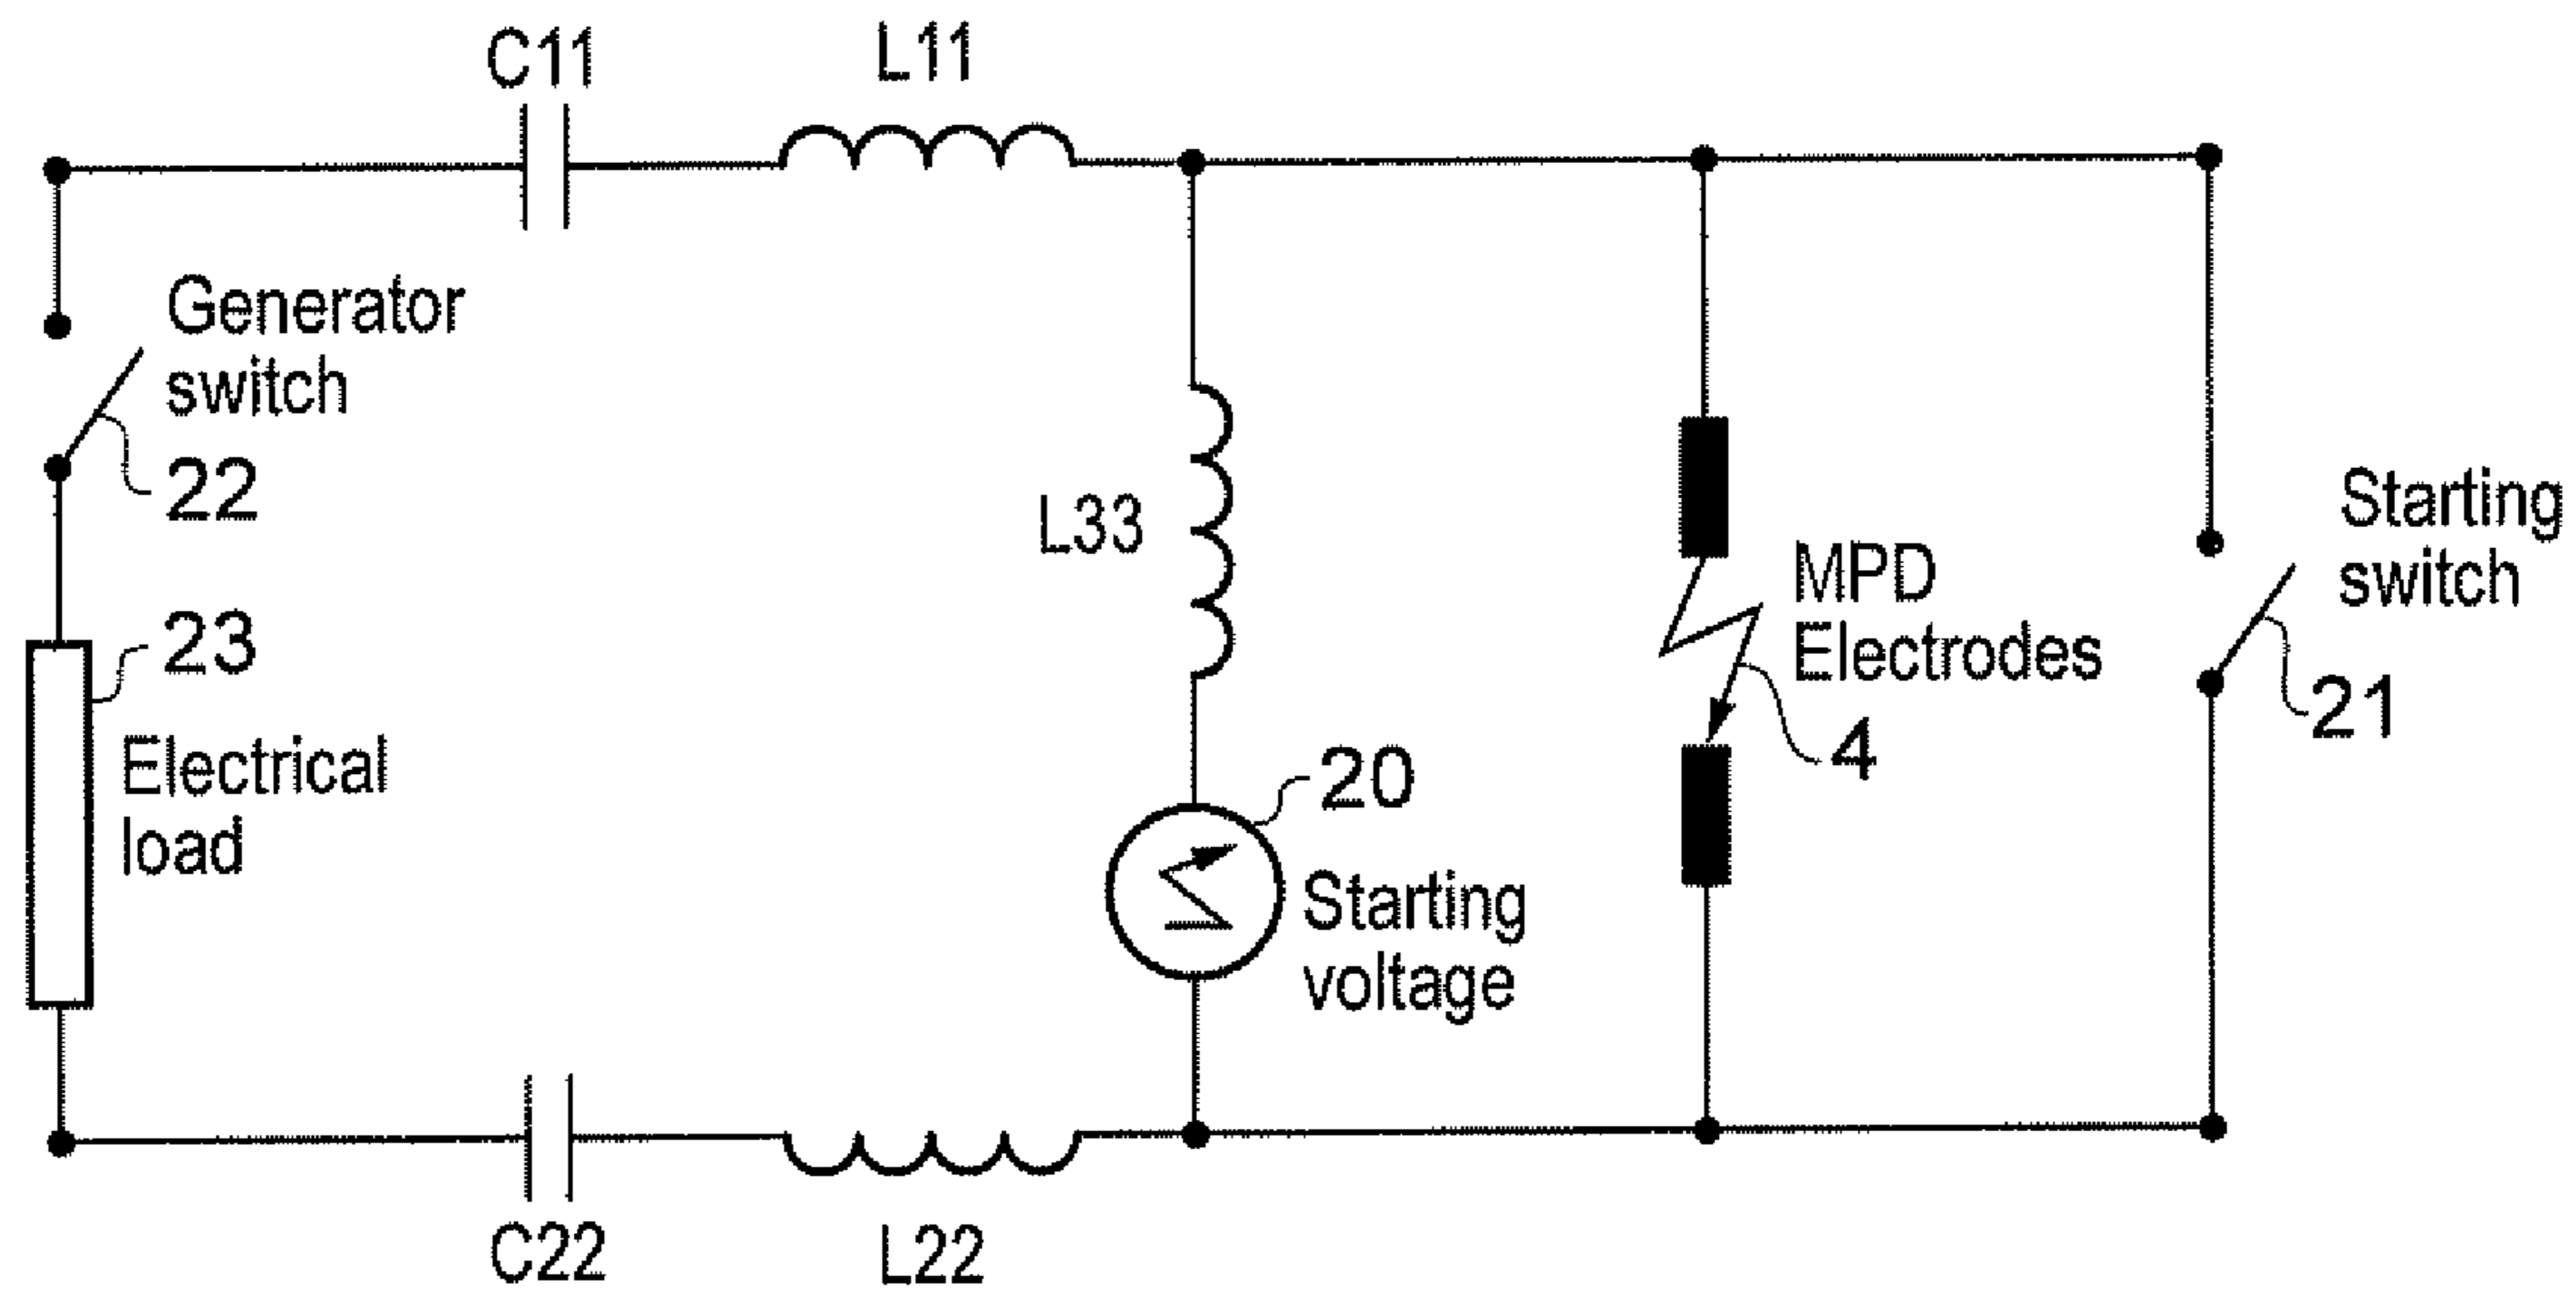 C11
L11
Generator
switch
22
23
Electrical
load
L33
20
Starting
voltage
MPD
Electrodes
4
Starting
switch
21
C22
L22